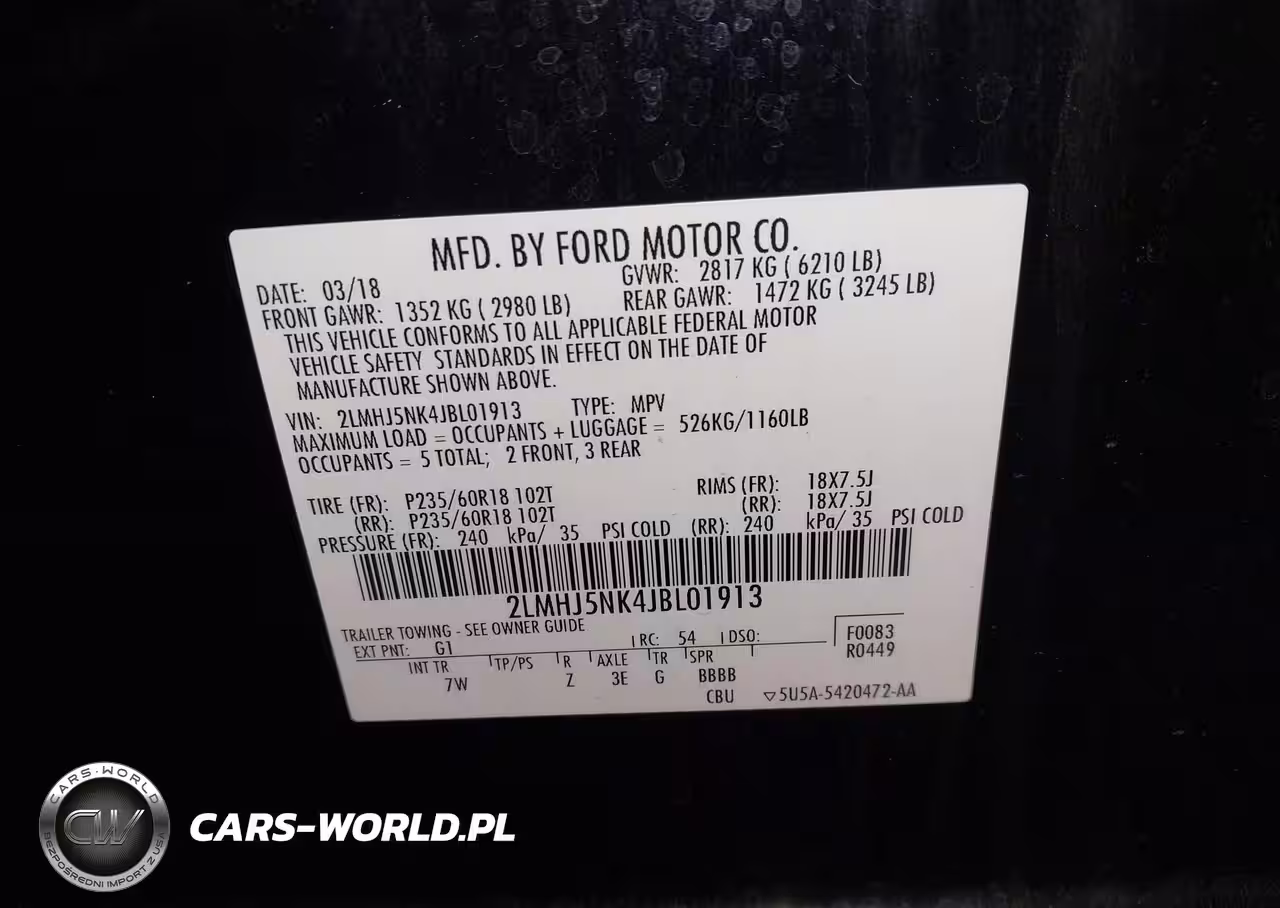 MFD. BY FORD MOTOR CO.
DATE: 03/18 GVWR: 2817 KG ( 6210 LB)
FRONT GAWR: 1352 KG ( 2980 LB) REAR GAWR: 1472 KG ( 3245 LB)
THIS VEHICLE CONFORMS TO ALL APPLICABLE FEDERAL MOTOR
VEHICLE SAFETY STANDARDS IN EFFECT ON THE DATE OF
MANUFACTURE SHOWN ABOVE.
VIN: 2LMHJ5NK4JBL01913 TYPE: MPV
MAXIMUM LOAD = OCCUPANTS + LUGGAGE = 526KG/1160LB
OCCUPANTS = 5 TOTAL; 2 FRONT, 3 REAR
TIRE (FR): P235/60R18 102T RIMS (FR): 18X7.5J
(RR): P235/60R18 102T (RR): 18X7.5J
PRESSURE (FR): 240 kPa/ 35 PSI COLD (RR): 240 kPa/ 35 PSI COLD
2LMHJ5NK4JBL01913
TRAILER TOWING - SEE OWNER GUIDE
EXT PNT: G1 RC: 54 DSO: F0083
R0449
INT TR TP/PS R AXLE TR SPR
7W Z 3E G BBBB
CBU ▽5U5A-5420472-AA
CARS-WORLD
CW
BEZPOŚREDNI IMPORT Z USA
CARS-WORLD.PL